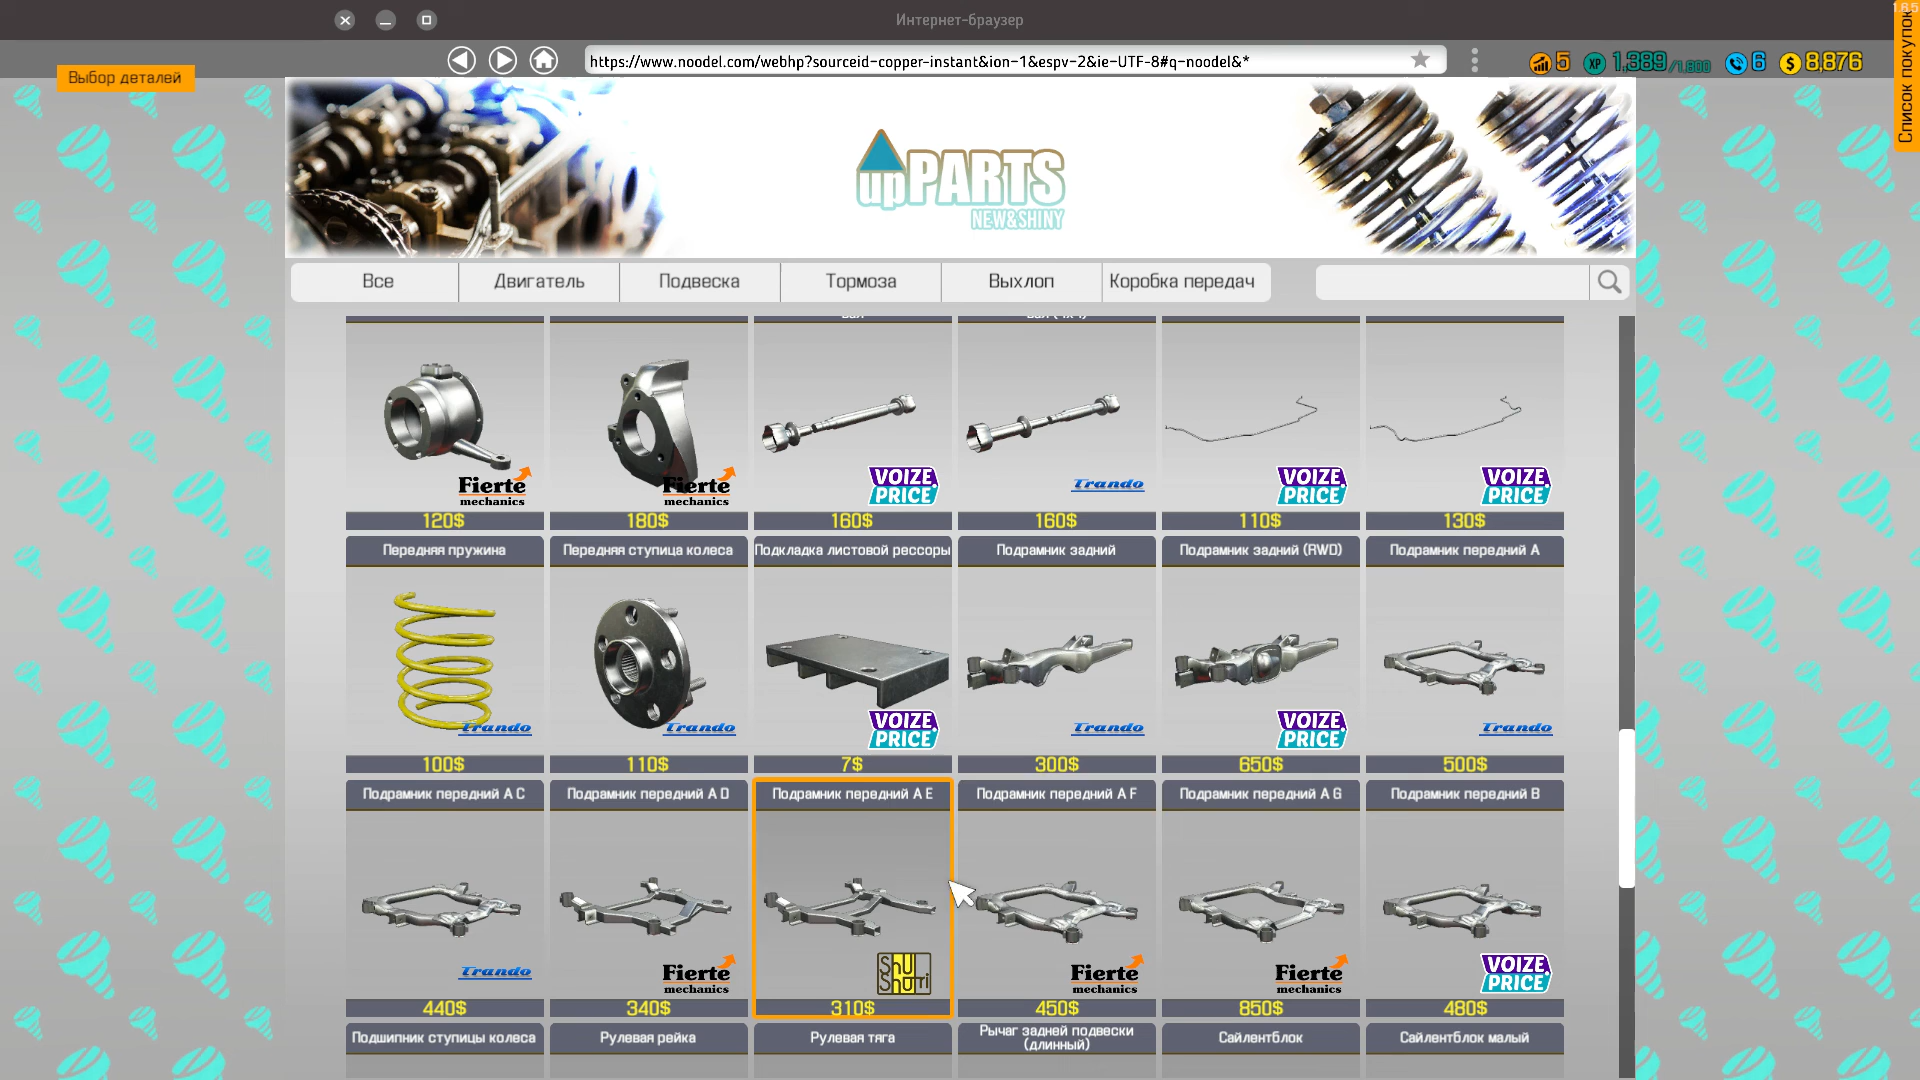 Интернет-браузер
https://www.noodel.com/webhp?sourceid-copper-instant&ion-1&espv-2&ie-UTF-8#q-noodel&*
5
XP 1,389/1,800
6
$ 8,876
Список покупок
Выбор деталей
upPARTS
NEW&SHINY
Все
Двигатель
Подвеска
Тормоза
Выхлоп
Коробка передач
Fierte mechanics
Fierte mechanics
VOIZE PRICE
Trando
VOIZE PRICE
VOIZE PRICE
120$
180$
160$
160$
110$
130$
Передняя пружина
Передняя ступица колеса
Подкладка листовой рессоры
Подрамник задний
Подрамник задний (RWD)
Подрамник передний A
Trando
Trando
VOIZE PRICE
Trando
VOIZE PRICE
Trando
100$
110$
7$
300$
650$
500$
Подрамник передний A C
Подрамник передний A D
Подрамник передний A E
Подрамник передний A F
Подрамник передний A G
Подрамник передний B
Trando
Fierte mechanics
Fierte mechanics
Fierte mechanics
VOIZE PRICE
440$
340$
310$
450$
850$
480$
Подшипник ступицы колеса
Рулевая рейка
Рулевая тяга
Рычаг задней подвески
(длинный)
Сайлентблок
Сайлентблок малый